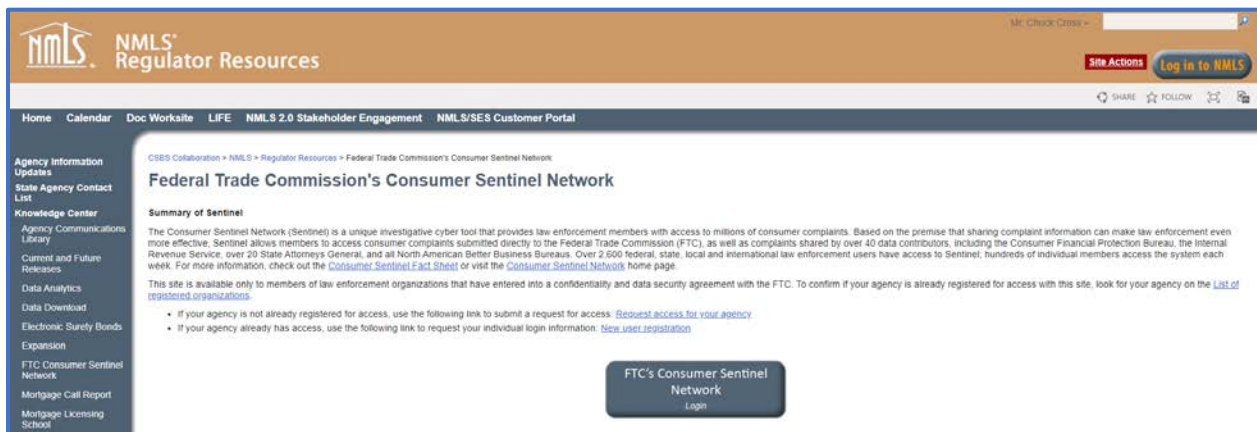 Mr. Chuck Cross
NMLS
NMLS®
Regulator Resources
Site Actions
Log in to NMLS
SHARE FOLLOW
Home Calendar Doc Worksite LIFE NMLS 2.0 Stakeholder Engagement NMLS/SES Customer Portal
Agency Information
Updates
State Agency Contact
List
Knowledge Center
Agency Communications
Library
Current and Future
Releases
Data Analytics
Data Download
Electronic Surety Bonds
Expansion
FTC Consumer Sentinel
Network
Mortgage Call Report
Mortgage Licensing
School
CSBS Collaboration > NMLS > Regulator Resources > Federal Trade Commission's Consumer Sentinel Network
Federal Trade Commission's Consumer Sentinel Network
Summary of Sentinel
The Consumer Sentinel Network (Sentinel) is a unique investigative cyber tool that provides law enforcement members with access to millions of consumer complaints. Based on the premise that sharing complaint information can make law enforcement even
more effective, Sentinel allows members to access consumer complaints submitted directly to the Federal Trade Commission (FTC), as well as complaints shared by over 40 data contributors, including the Consumer Financial Protection Bureau, the Internal
Revenue Service, over 20 State Attorneys General, and all North American Better Business Bureaus. Over 2,600 federal, state, local and international law enforcement users have access to Sentinel, hundreds of individual members access the system each
week. For more information, check out the Consumer Sentinel Fact Sheet or visit the Consumer Sentinel Network home page.
This site is available only to members of law enforcement organizations that have entered into a confidentiality and data security agreement with the FTC. To confirm if your agency is already registered for access with this site, look for your agency on the List of
registered organizations.
• If your agency is not already registered for access, use the following link to submit a request for access: Request access for your agency
• If your agency already has access, use the following link to request your individual login information: New user registration
FTC's Consumer Sentinel
Network
Login